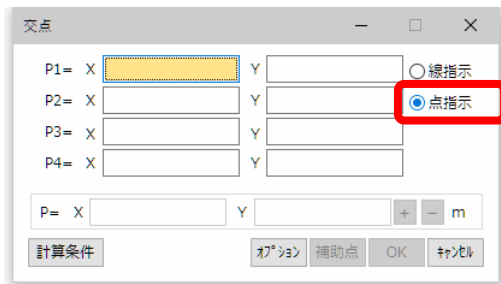 交点
P1= X Y 線指示
P2= X Y 点指示
P3= X Y
P4= X Y
P= X Y + − m
計算条件 ｵﾌﾟｼｮﾝ 補助点 OK ｷｬﾝｾﾙ